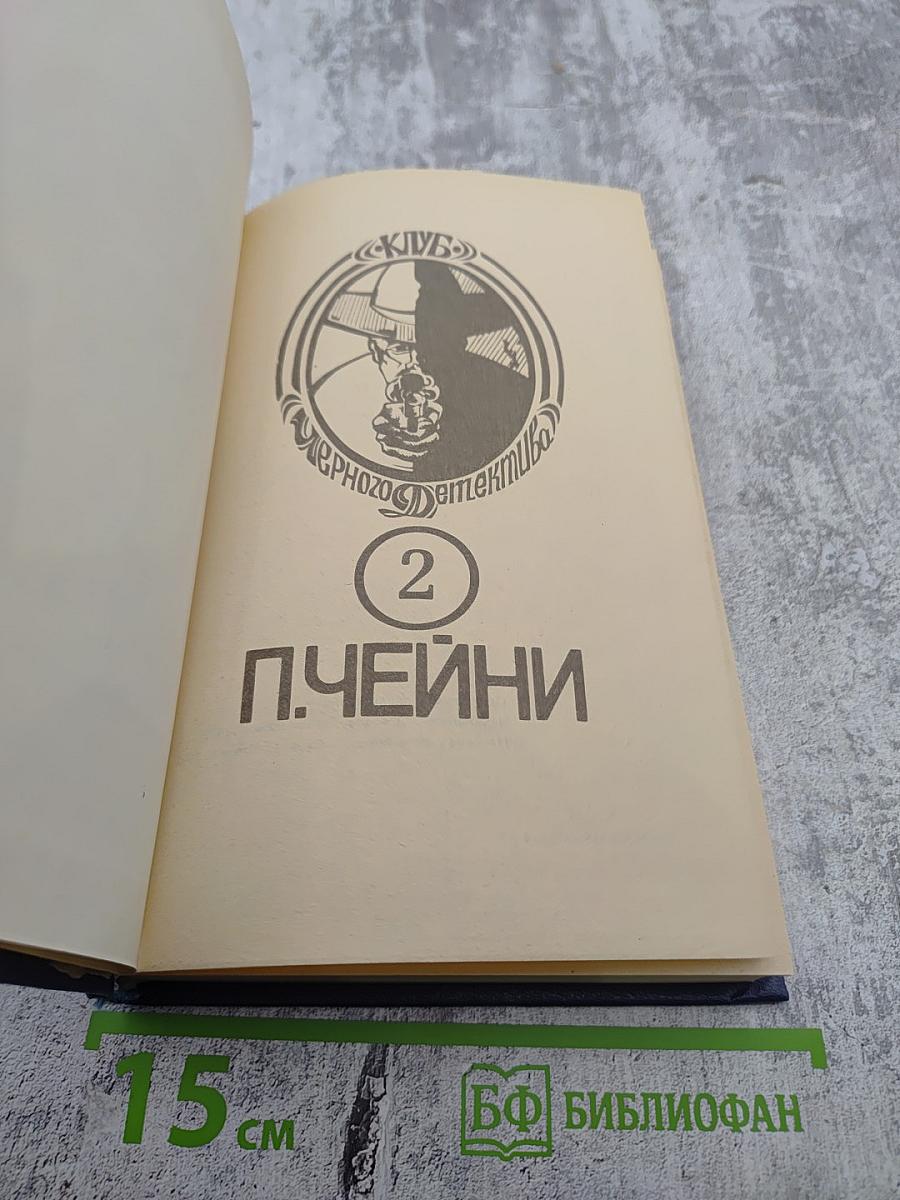 КЛУБ
Черного Детектива
2
П.ЧЕЙНИ
15 см
БФ БИБЛИОФАН